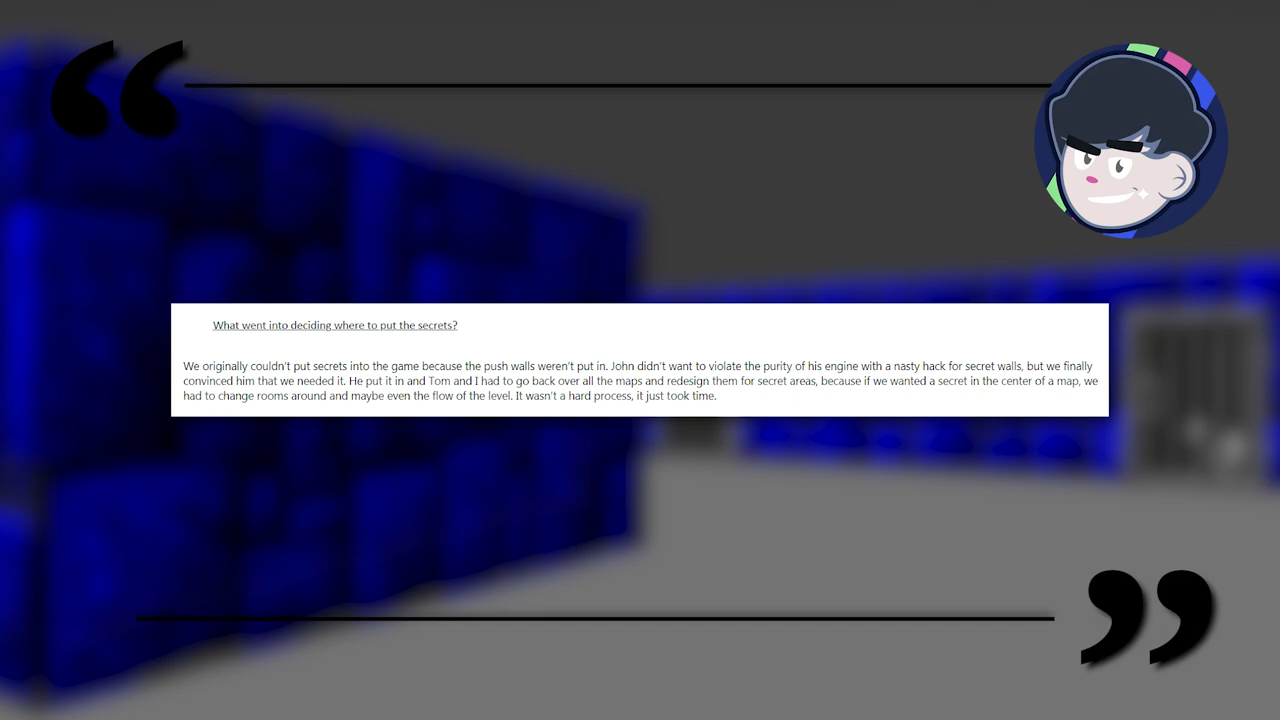 “
What went into deciding where to put the secrets?
We originally couldn't put secrets into the game because the push walls weren't put in. John didn't want to violate the purity of his engine with a nasty hack for secret walls, but we finally
convinced him that we needed it. He put it in and Tom and I had to go back over all the maps and redesign them for secret areas, because if we wanted a secret in the center of a map, we
had to change rooms around and maybe even the flow of the level. It wasn't a hard process, it just took time.
”